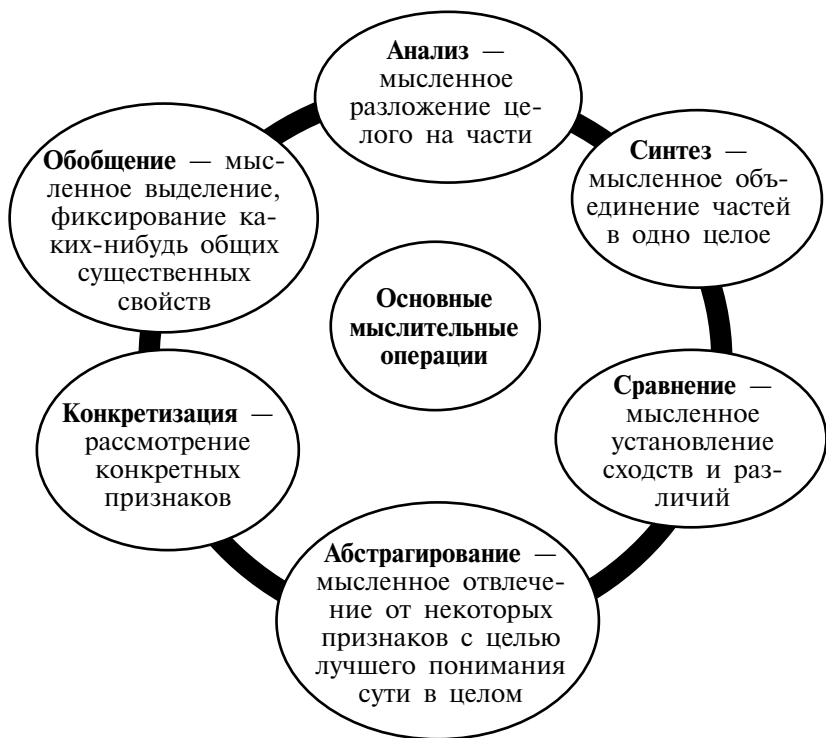 Анализ —
мысленное
разложение це-
лого на части
Синтез —
мысленное объ-
единение частей
в одно целое
Сравнение —
мысленное
установление
сходств и раз-
личий
Абстрагирование —
мысленное отвлече-
ние от некоторых
признаков с целью
лучшего понимания
сути в целом
Конкретизация —
рассмотрение
конкретных
признаков
Обобщение — мыс-
ленное выделение,
фиксирование ка-
ких-нибудь общих
существенных
свойств
Основные
мыслительные
операции